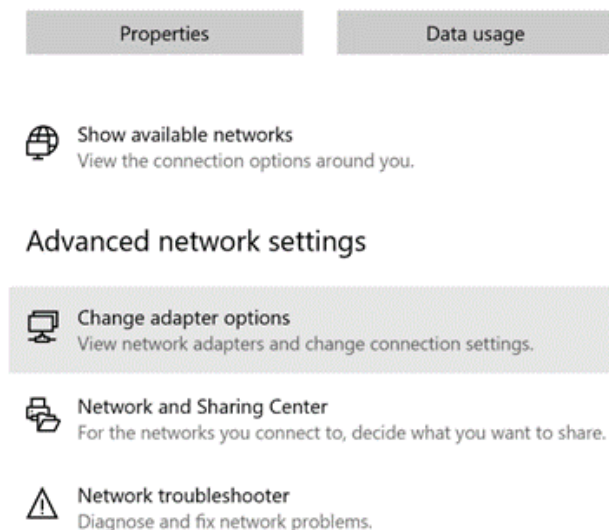 Properties
Data usage
Show available networks
View the connection options around you.
Advanced network settings
Change adapter options
View network adapters and change connection settings.
Network and Sharing Center
For the networks you connect to, decide what you want to share.
Network troubleshooter
Diagnose and fix network problems.